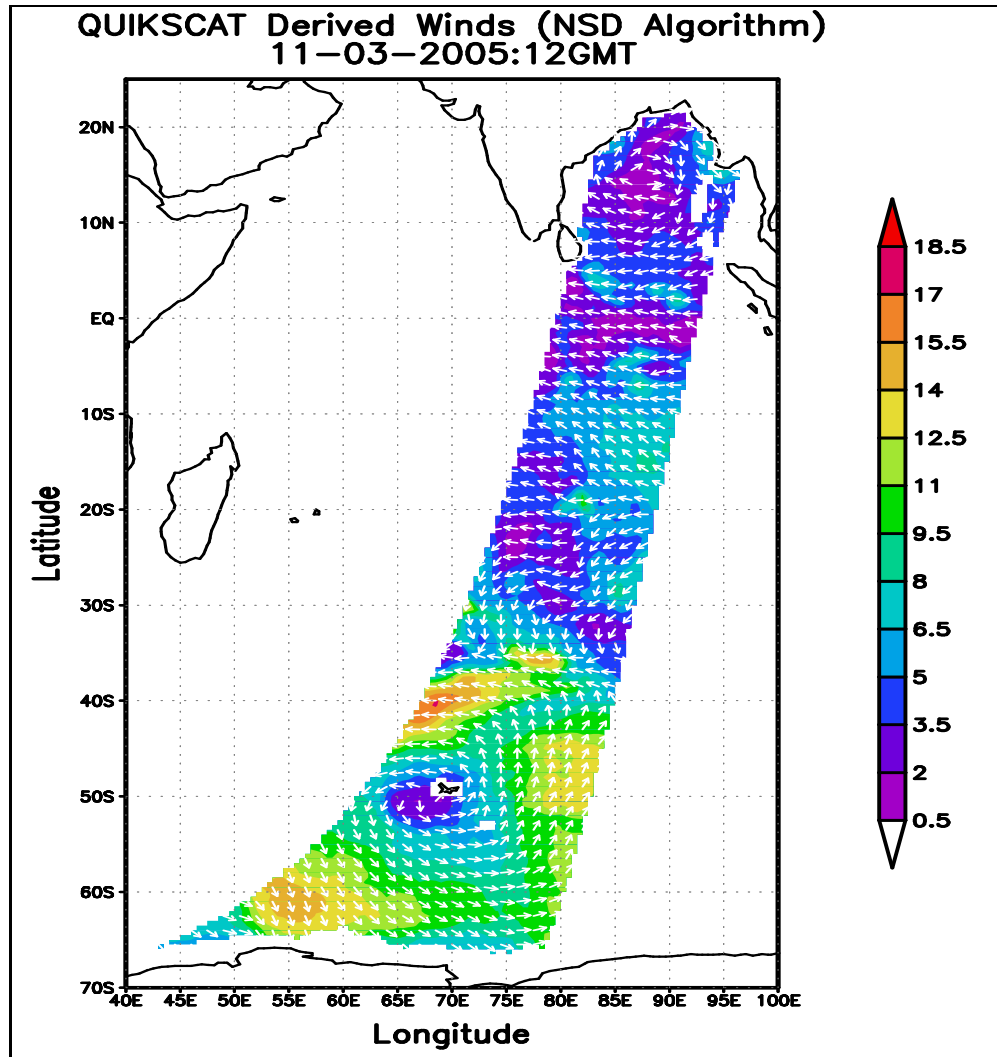 QUIKSCAT Derived Winds (NSD Algorithm)
11-03-2005:12GMT
20N
10N
EQ
10S
20S
30S
40S
50S
60S
70S
Latitude
40E 45E 50E 55E 60E 65E 70E 75E 80E 85E 90E 95E 100E
Longitude
18.5
17
15.5
14
12.5
11
9.5
8
6.5
5
3.5
2
0.5